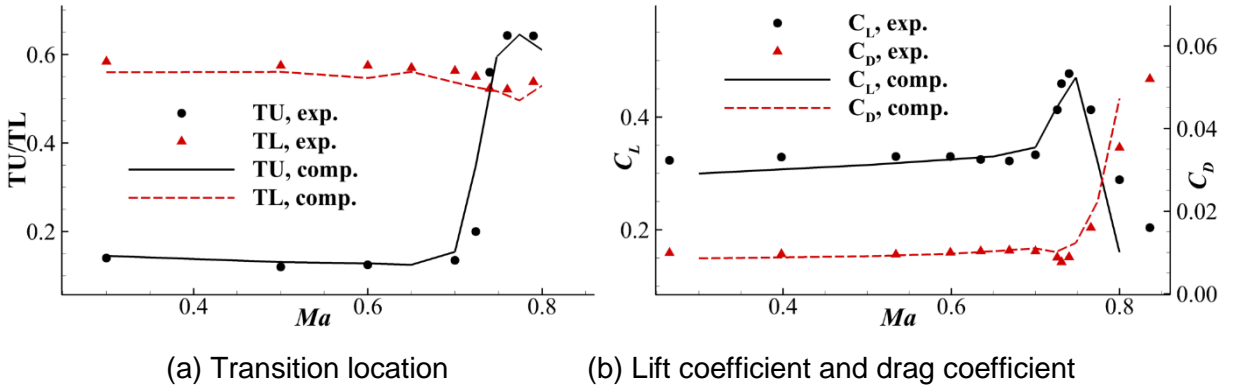 TU/TL
0.6
0.4
0.2
TU, exp.
TL, exp.
TU, comp.
TL, comp.
0.4 0.6 0.8
Ma
(a) Transition location
C_L
0.4
0.2
C_L, exp.
C_D, exp.
C_L, comp.
C_D, comp.
0.06
0.04
0.02
0.00
C_D
0.4 0.6 0.8
Ma
(b) Lift coefficient and drag coefficient